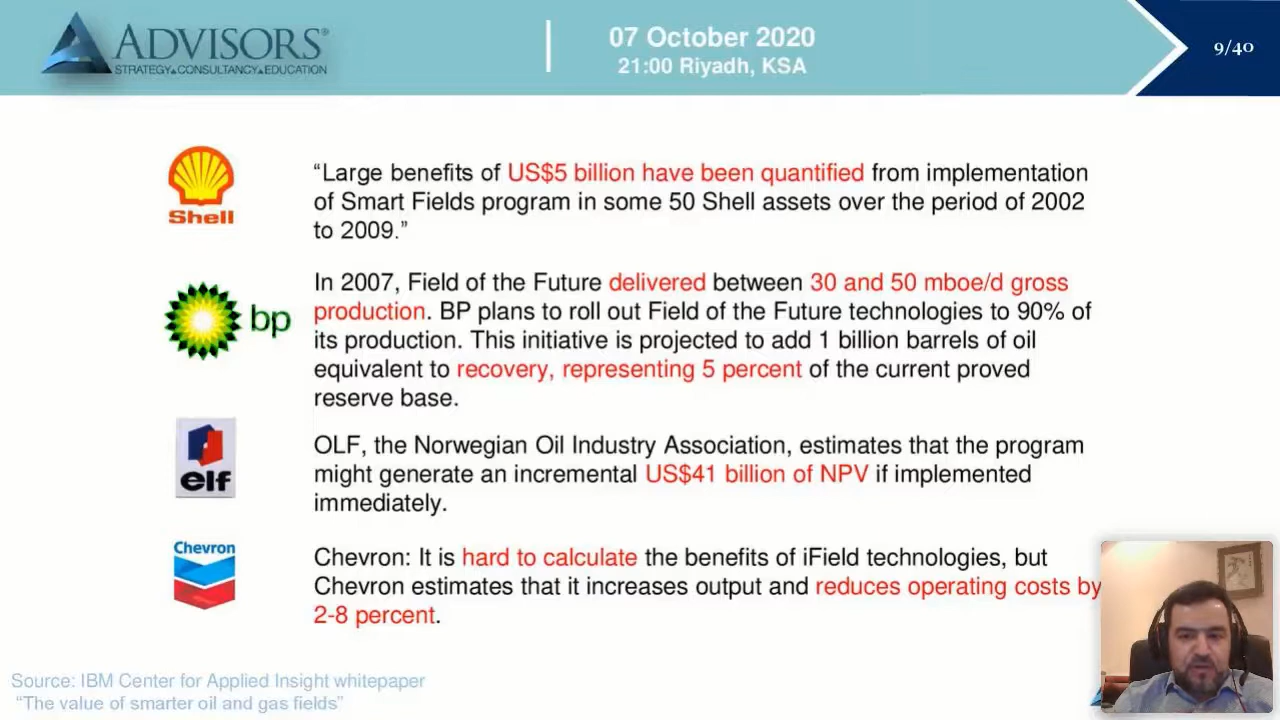 ADVISORS®
STRATEGY▲CONSULTANCY▲EDUCATION
07 October 2020
21:00 Riyadh, KSA
9/40
Shell
“Large benefits of US$5 billion have been quantified from implementation
of Smart Fields program in some 50 Shell assets over the period of 2002
to 2009.”
bp
In 2007, Field of the Future delivered between 30 and 50 mboe/d gross
production. BP plans to roll out Field of the Future technologies to 90% of
its production. This initiative is projected to add 1 billion barrels of oil
equivalent to recovery, representing 5 percent of the current proved
reserve base.
elf
OLF, the Norwegian Oil Industry Association, estimates that the program
might generate an incremental US$41 billion of NPV if implemented
immediately.
Chevron
Chevron: It is hard to calculate the benefits of iField technologies, but
Chevron estimates that it increases output and reduces operating costs by
2-8 percent.
Source: IBM Center for Applied Insight whitepaper
“The value of smarter oil and gas fields”